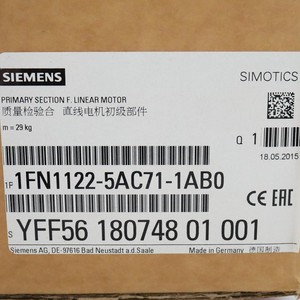 SIEMENS
SIMOTICS
PRIMARY SECTION F. LINEAR MOTOR
质量检验合 直线电机初级部件
m = 29 kg
Q 1
18.05.2015
1P 1FN1122-5AC71-1AB0
CE EAC
S YFF56 180748 01 001
Siemens AG, DE-97616 Bad Neustadt a.d Saale
Made in Germany 德国制造